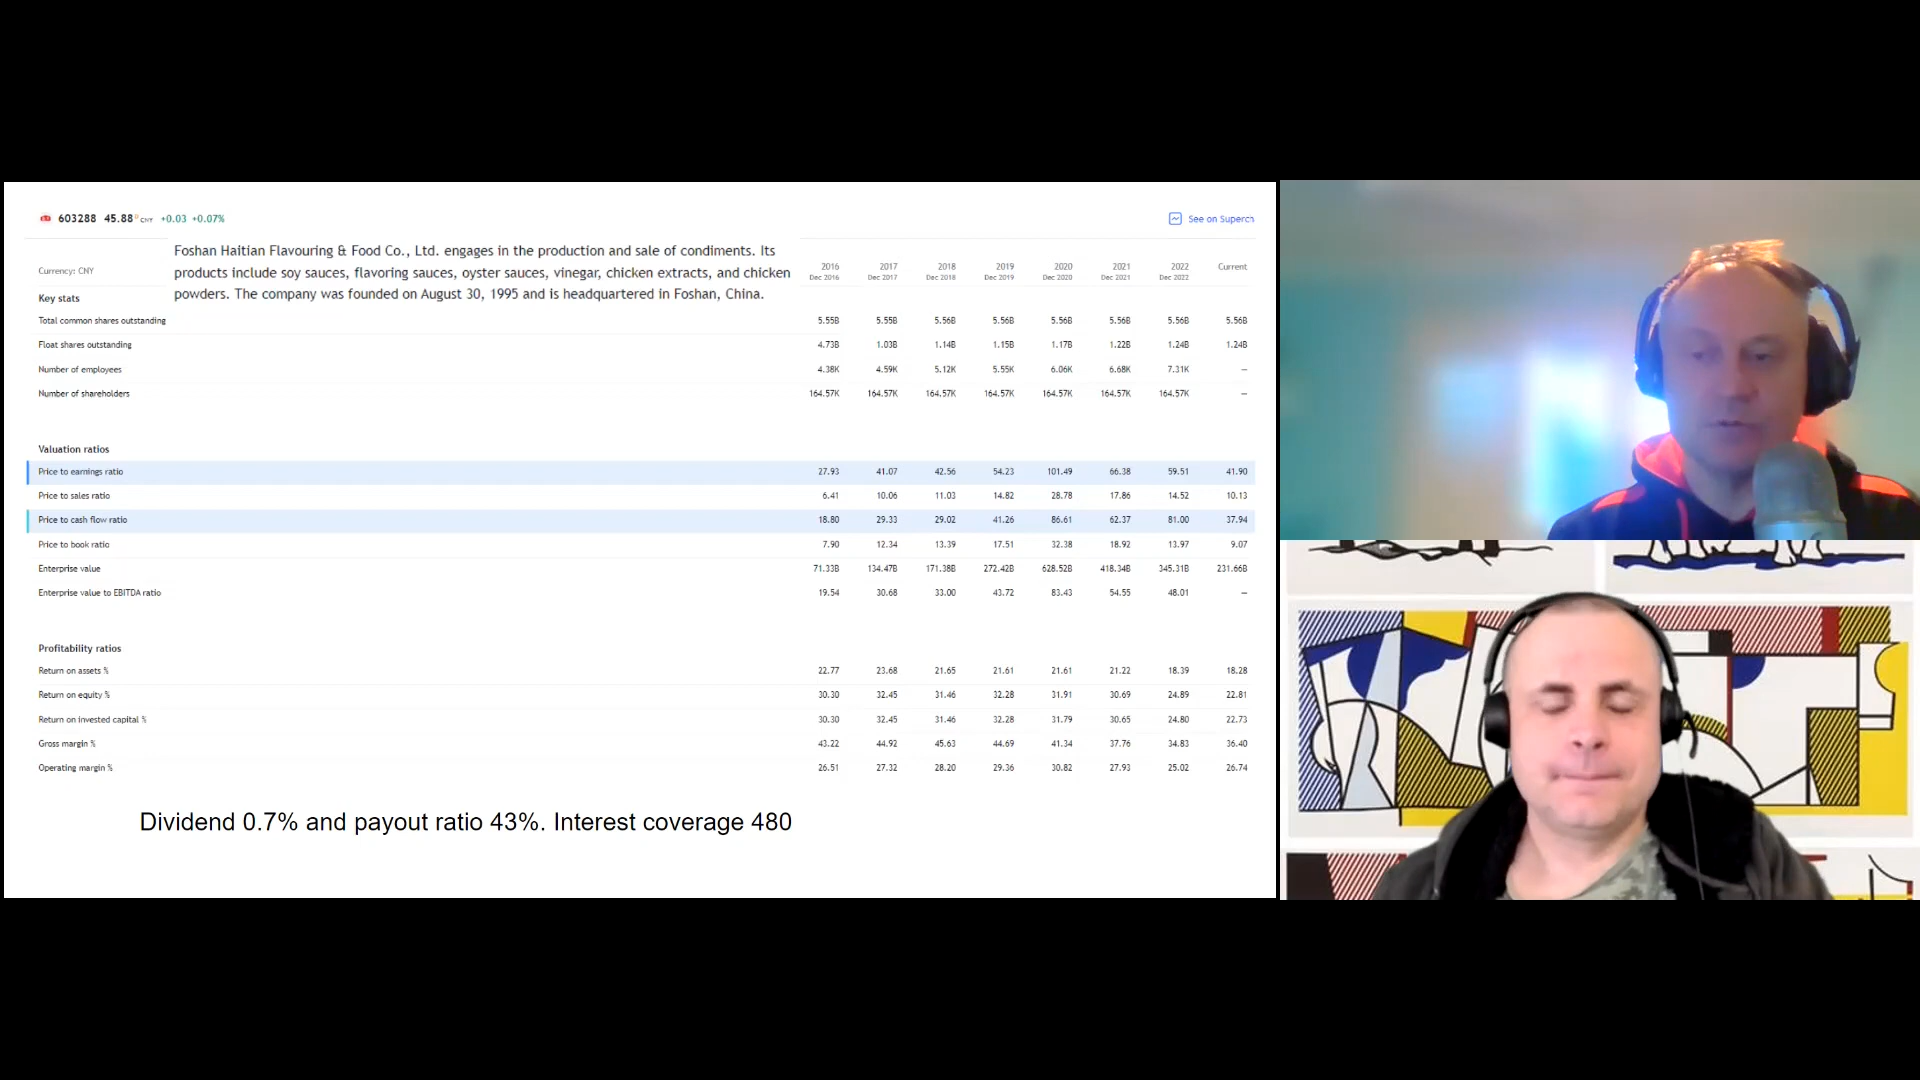 603288 45.88 D CNY +0.03 +0.07%
See on Superch
Foshan Haitian Flavouring & Food Co., Ltd. engages in the production and sale of condiments. Its
products include soy sauces, flavoring sauces, oyster sauces, vinegar, chicken extracts, and chicken
powders. The company was founded on August 30, 1995 and is headquartered in Foshan, China.
Currency: CNY
2016 2017 2018 2019 2020 2021 2022 Current
Dec 2016 Dec 2017 Dec 2018 Dec 2019 Dec 2020 Dec 2021 Dec 2022
Key stats
Total common shares outstanding 5.55B 5.55B 5.56B 5.56B 5.56B 5.56B 5.56B 5.56B
Float shares outstanding 4.73B 1.03B 1.14B 1.15B 1.17B 1.22B 1.24B 1.24B
Number of employees 4.38K 4.59K 5.12K 5.55K 6.06K 6.68K 7.31K —
Number of shareholders 164.57K 164.57K 164.57K 164.57K 164.57K 164.57K 164.57K —
Valuation ratios
Price to earnings ratio 27.93 41.07 42.56 54.23 101.49 66.38 59.51 41.90
Price to sales ratio 6.41 10.06 11.03 14.82 28.78 17.86 14.52 10.13
Price to cash flow ratio 18.80 29.33 29.02 41.26 86.61 62.37 81.00 37.94
Price to book ratio 7.90 12.34 13.39 17.51 32.38 18.92 13.97 9.07
Enterprise value 71.33B 134.47B 171.38B 272.42B 628.52B 418.34B 345.31B 231.66B
Enterprise value to EBITDA ratio 19.54 30.68 33.00 43.72 83.43 54.55 48.01 —
Profitability ratios
Return on assets % 22.77 23.68 21.65 21.61 21.61 21.22 18.39 18.28
Return on equity % 30.30 32.45 31.46 32.28 31.91 30.69 24.89 22.81
Return on invested capital % 30.30 32.45 31.46 32.28 31.79 30.65 24.80 22.73
Gross margin % 43.22 44.92 45.63 44.69 41.34 37.76 34.83 36.40
Operating margin % 26.51 27.32 28.20 29.36 30.82 27.93 25.02 26.74
Dividend 0.7% and payout ratio 43%. Interest coverage 480